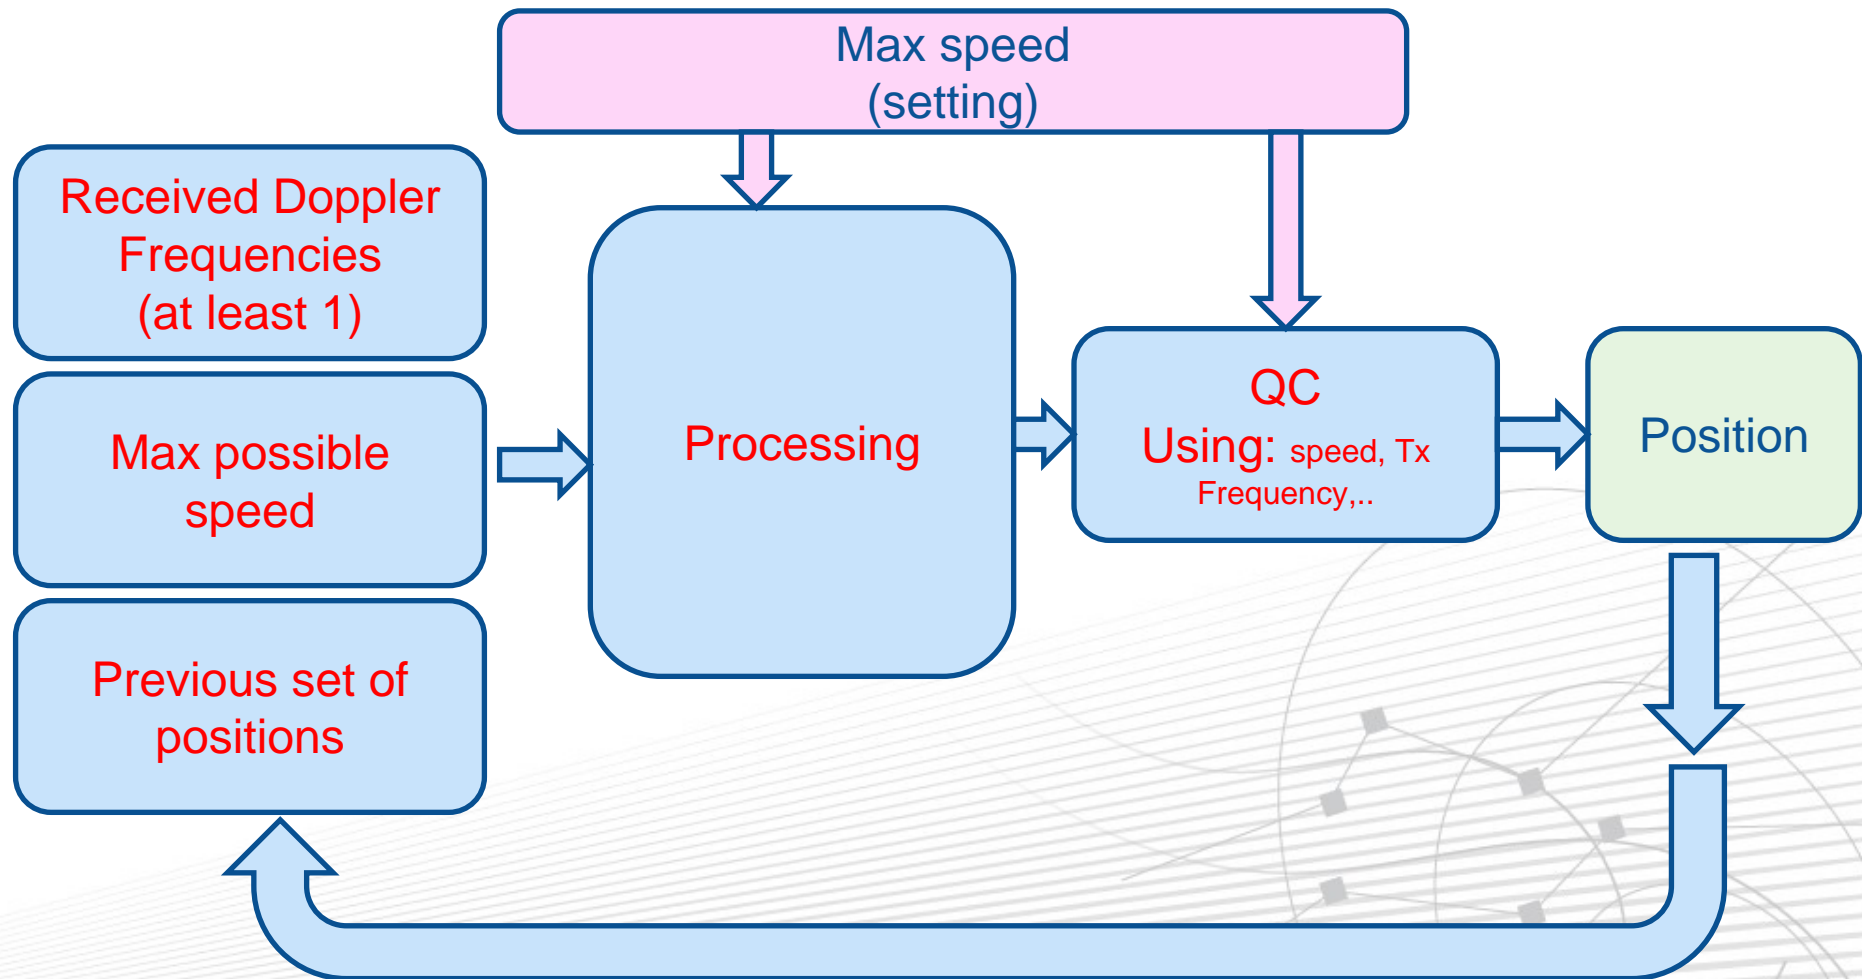 Max speed
(setting)
Received Doppler
Frequencies
(at least 1)
Max possible
speed
Previous set of
positions
Processing
QC
Using: speed, Tx
Frequency,..
Position